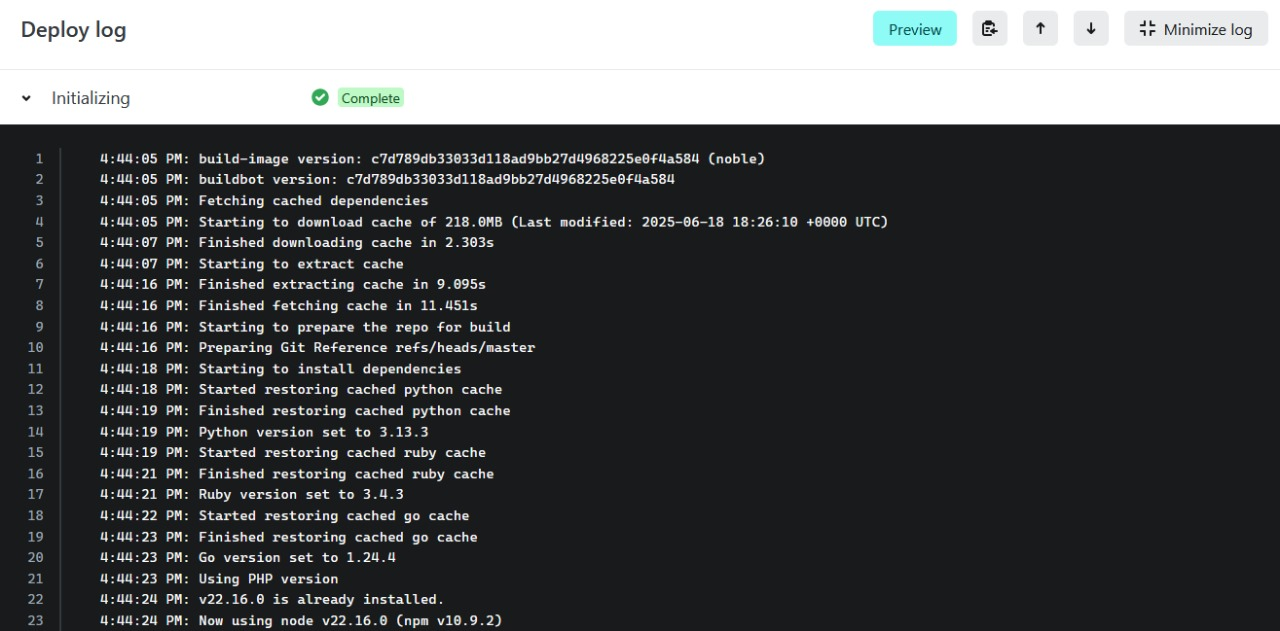 Deploy log
Preview
Minimize log
Initializing
Complete
1 4:44:05 PM: build-image version: c7d789db33033d118ad9bb27d4968225e0f4a584 (noble)
2 4:44:05 PM: buildbot version: c7d789db33033d118ad9bb27d4968225e0f4a584
3 4:44:05 PM: Fetching cached dependencies
4 4:44:05 PM: Starting to download cache of 218.0MB (Last modified: 2025-06-18 18:26:10 +0000 UTC)
5 4:44:07 PM: Finished downloading cache in 2.303s
6 4:44:07 PM: Starting to extract cache
7 4:44:16 PM: Finished extracting cache in 9.095s
8 4:44:16 PM: Finished fetching cache in 11.451s
9 4:44:16 PM: Starting to prepare the repo for build
10 4:44:16 PM: Preparing Git Reference refs/heads/master
11 4:44:18 PM: Starting to install dependencies
12 4:44:18 PM: Started restoring cached python cache
13 4:44:19 PM: Finished restoring cached python cache
14 4:44:19 PM: Python version set to 3.13.3
15 4:44:19 PM: Started restoring cached ruby cache
16 4:44:21 PM: Finished restoring cached ruby cache
17 4:44:21 PM: Ruby version set to 3.4.3
18 4:44:22 PM: Started restoring cached go cache
19 4:44:23 PM: Finished restoring cached go cache
20 4:44:23 PM: Go version set to 1.24.4
21 4:44:23 PM: Using PHP version
22 4:44:24 PM: v22.16.0 is already installed.
23 4:44:24 PM: Now using node v22.16.0 (npm v10.9.2)